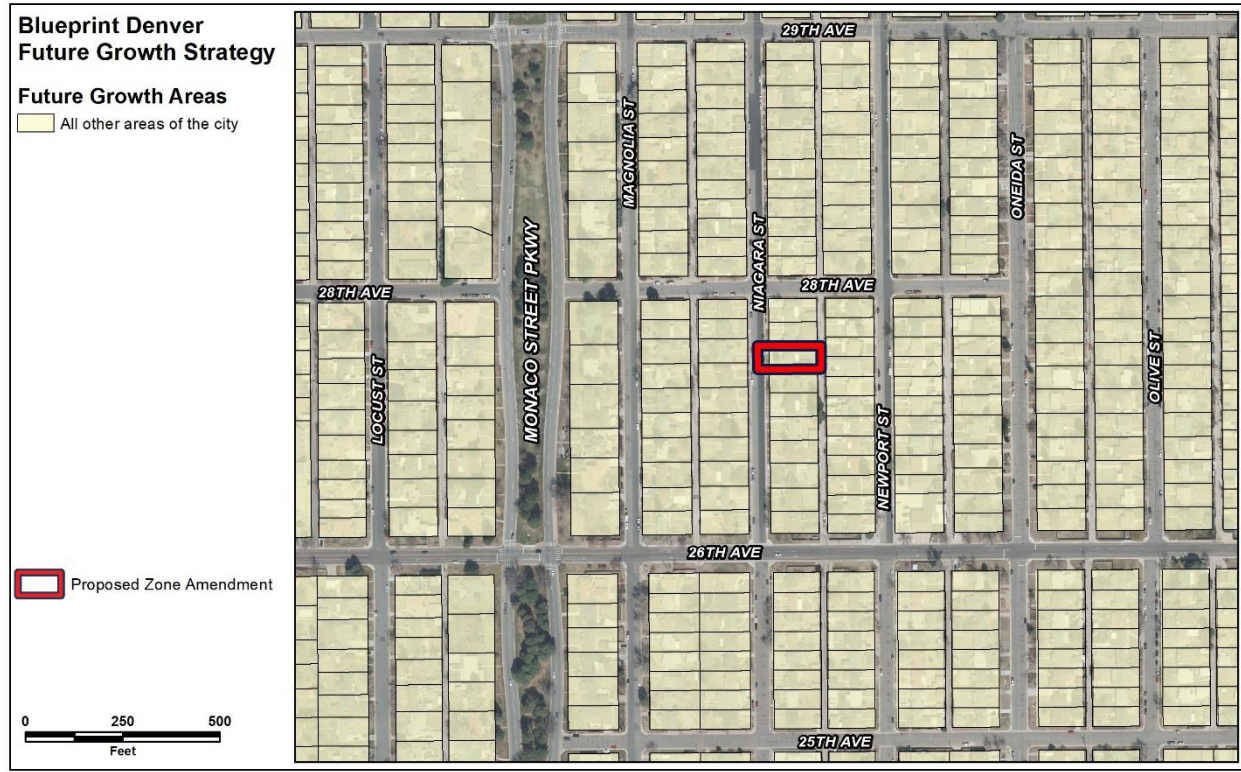 Blueprint Denver
Future Growth Strategy
Future Growth Areas
All other areas of the city
Proposed Zone Amendment
0 250 500
Feet
29TH AVE
MAGNOLIA ST
ONEIDA ST
MONACO STREET PKWY
NIAGARA ST
28TH AVE
28TH AVE
LOCUST ST
OLIVE ST
NEWPORT ST
26TH AVE
25TH AVE